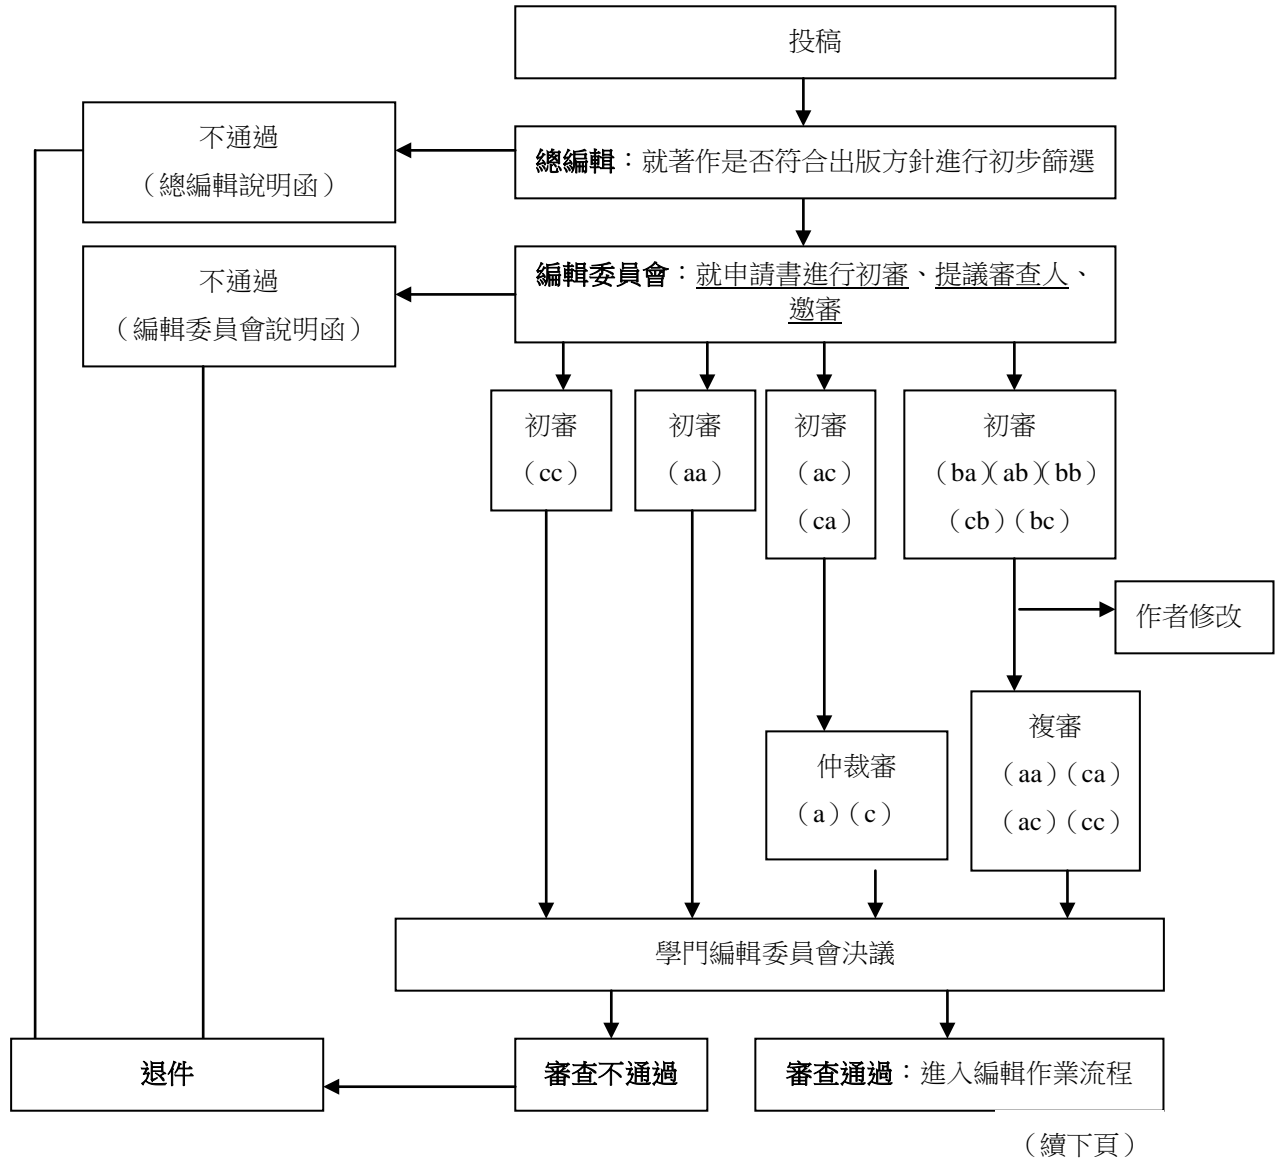 投稿
不通過
（總編輯說明函）
總編輯：就著作是否符合出版方針進行初步篩選
不通過
（編輯委員會說明函）
編輯委員會：就申請書進行初審、提議審查人、
邀審
初審
（cc）
初審
（aa）
初審
（ac）
（ca）
初審
（ba）（ab）（bb）
（cb）（bc）
作者修改
仲裁審
（a）（c）
複審
（aa）（ca）
（ac）（cc）
學門編輯委員會決議
退件
審查不通過
審查通過：進入編輯作業流程
（續下頁）